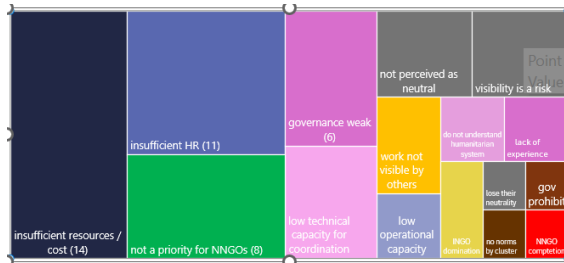 insufficient resources /
cost (14)
insufficient HR (11)
not a priority for NNGOs (8)
governance weak
(6)
low technical
capacity for
coordination
not perceived as
neutral
visibility is a risk
Point
Value
work not
visible by
others
low
operational
capacity
do not understand
humanitarian
system
lack of
experience
INGO
domination
lose their
neutrality
no norms
by cluster
gov
prohibit
NNGO
completion